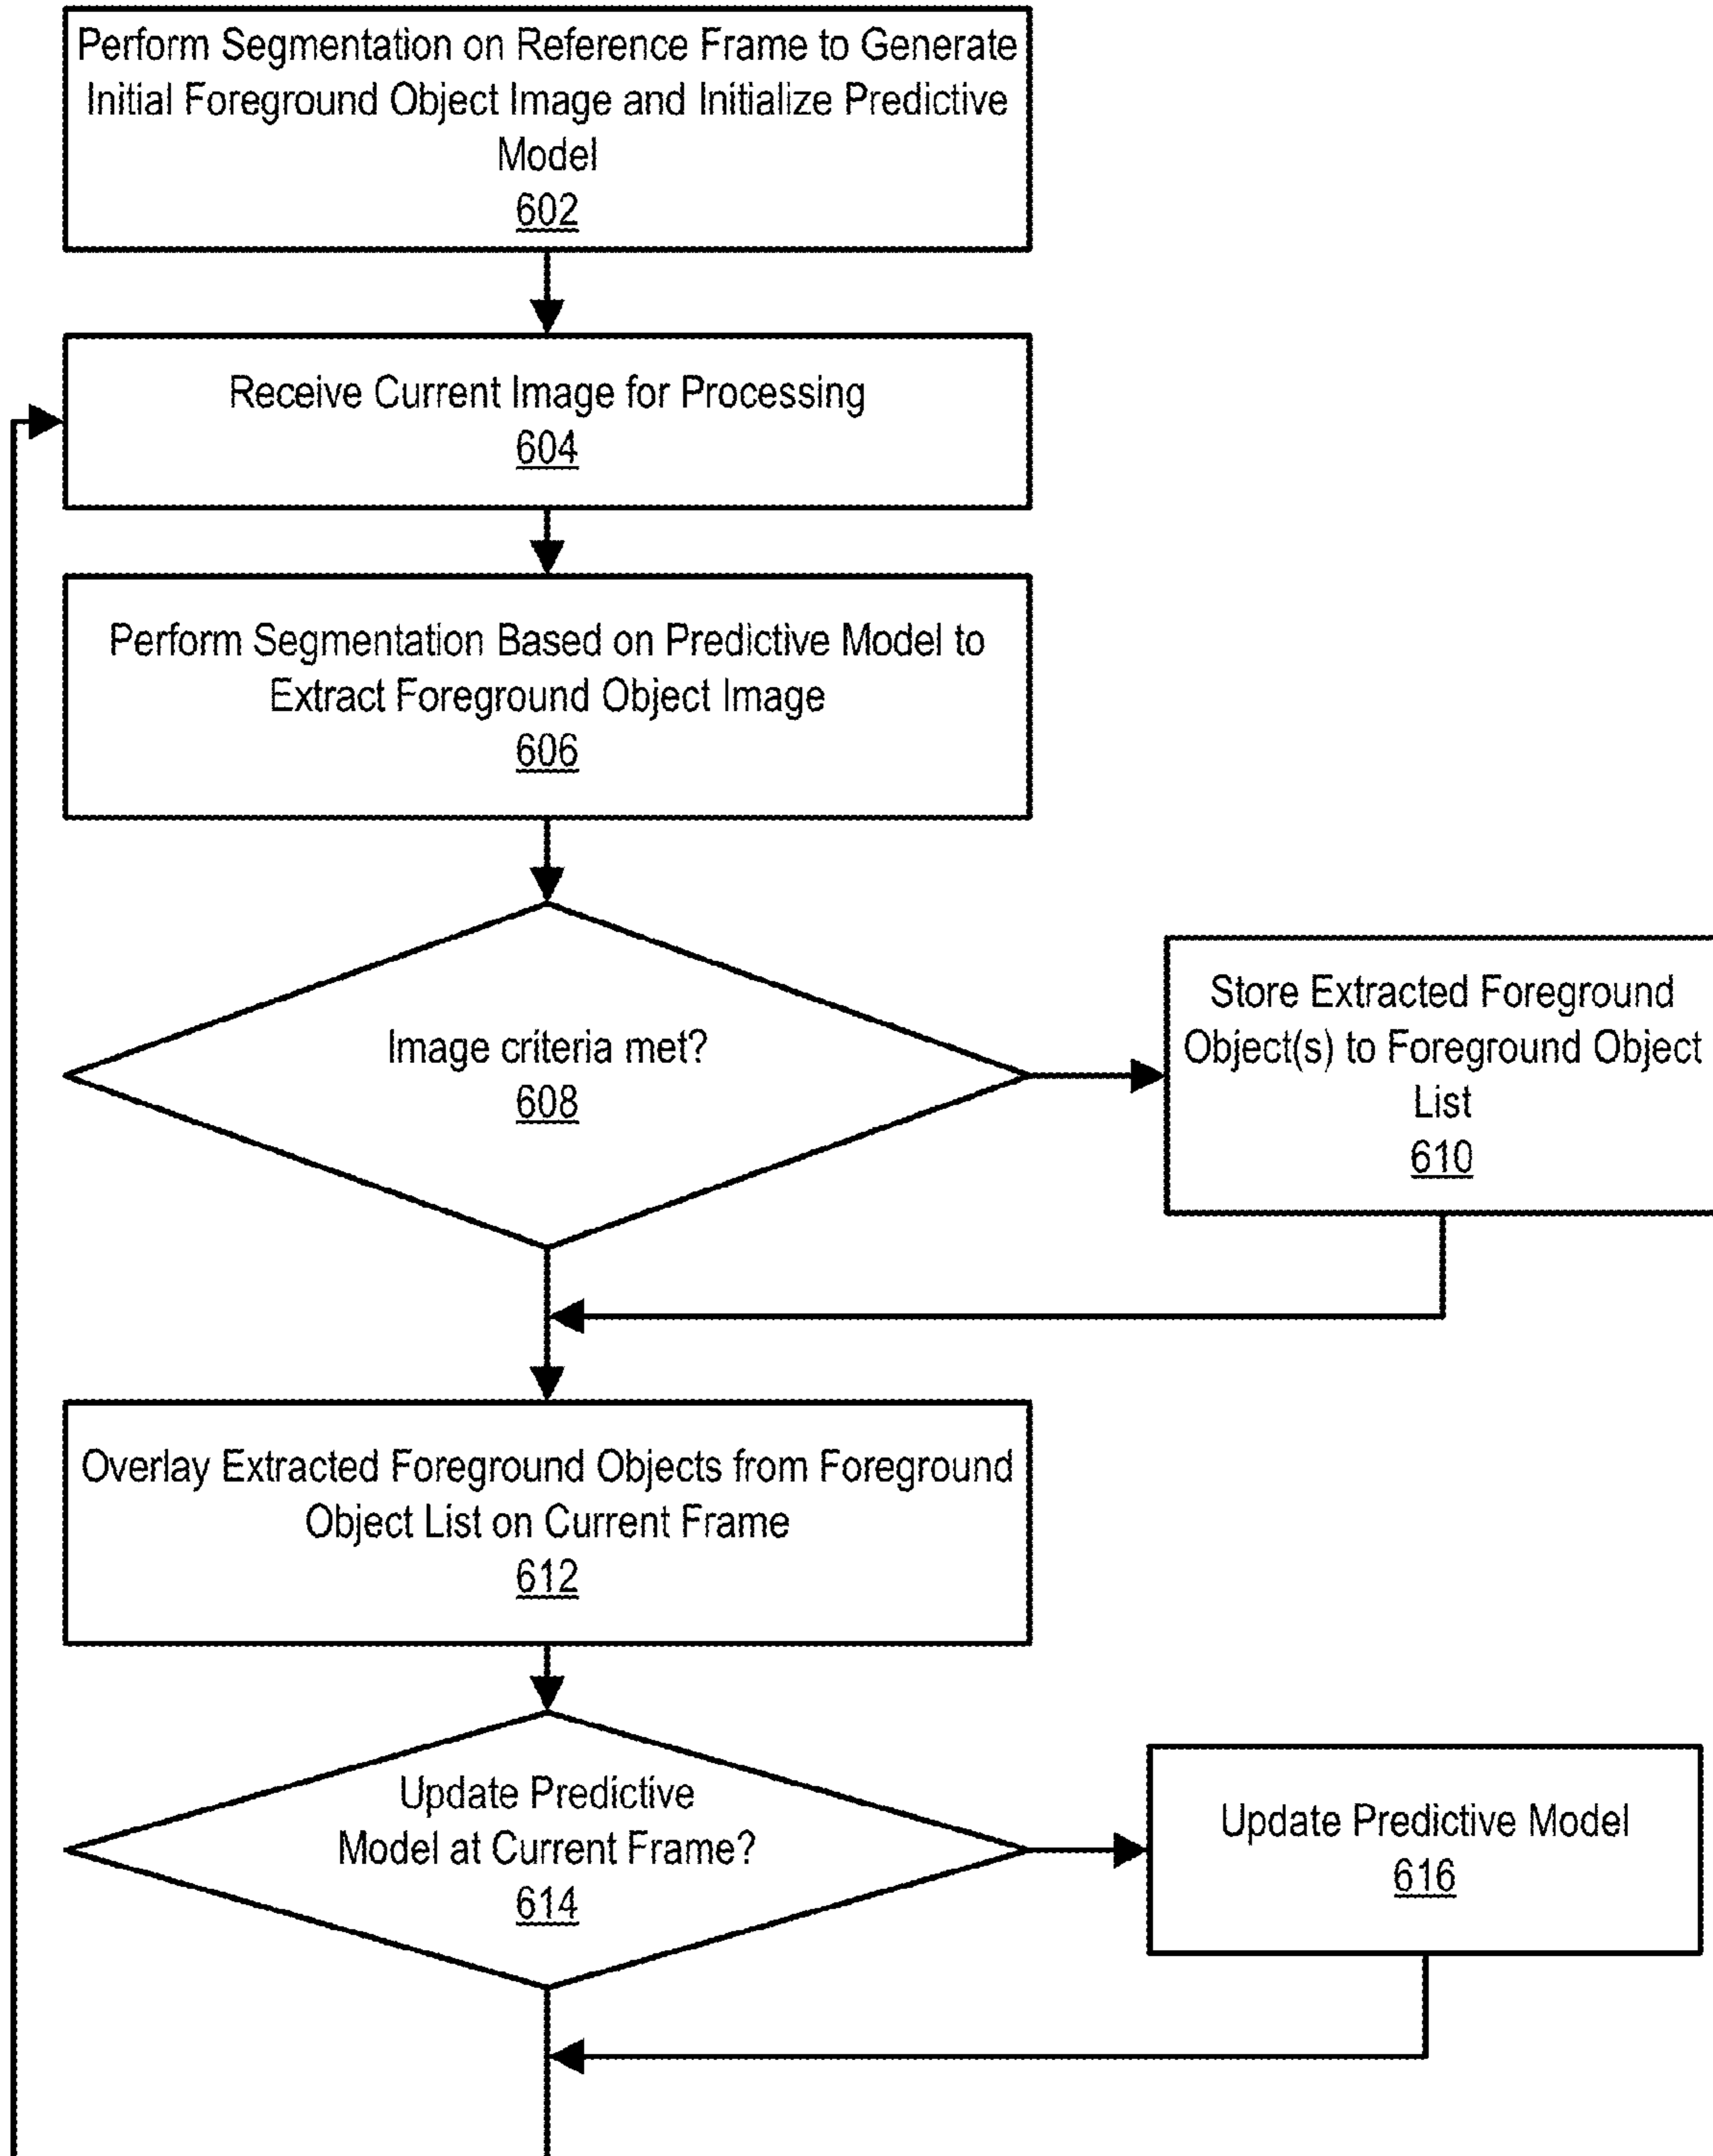 Perform Segmentation on Reference Frame to Generate
Initial Foreground Object Image and Initialize Predictive
Model
602
Receive Current Image for Processing
604
Perform Segmentation Based on Predictive Model to
Extract Foreground Object Image
606
Image criteria met?
608
Store Extracted Foreground
Object(s) to Foreground Object
List
610
Overlay Extracted Foreground Objects from Foreground
Object List on Current Frame
612
Update Predictive
Model at Current Frame?
614
Update Predictive Model
616